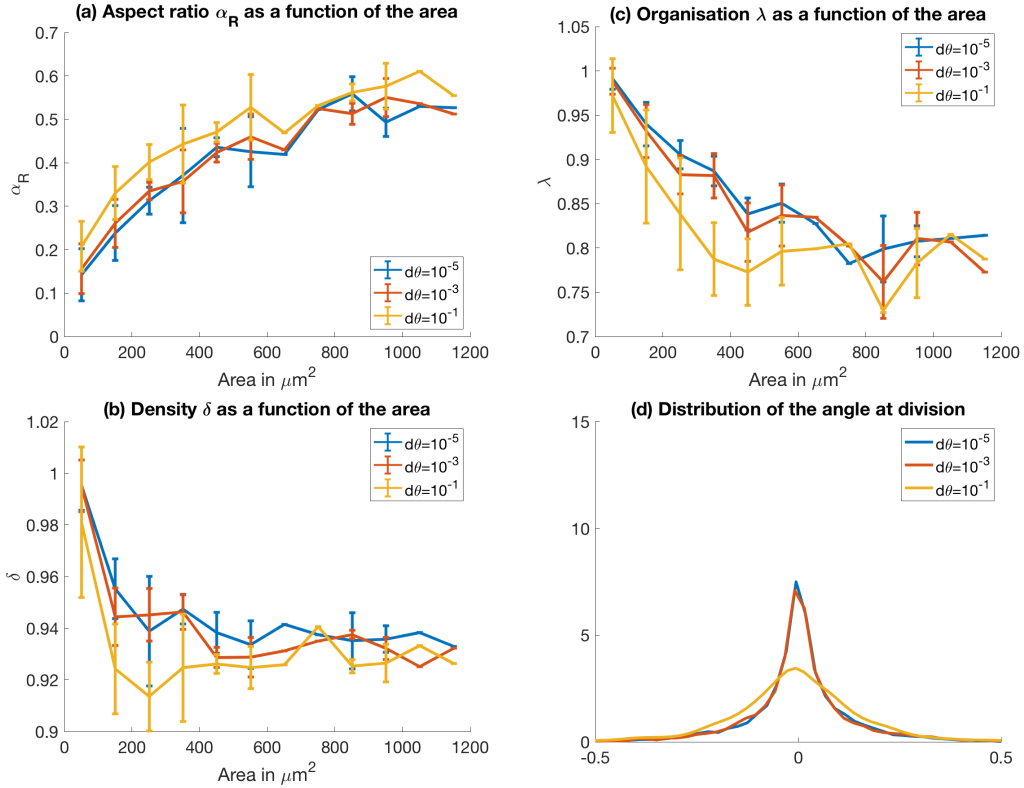 (a) Aspect ratio α_R as a function of the area
0.7
0.6
0.5
0.4
0.3
0.2
0.1
0
α_R
0 200 400 600 800 1000 1200
Area in μm²
dθ=10⁻⁵
dθ=10⁻³
dθ=10⁻¹
(c) Organisation λ as a function of the area
1.05
1
0.95
0.9
0.85
0.8
0.75
0.7
λ
0 200 400 600 800 1000 1200
Area in μm²
dθ=10⁻⁵
dθ=10⁻³
dθ=10⁻¹
(b) Density δ as a function of the area
1.02
1
0.98
0.96
0.94
0.92
0.9
δ
0 200 400 600 800 1000 1200
Area in μm²
dθ=10⁻⁵
dθ=10⁻³
dθ=10⁻¹
(d) Distribution of the angle at division
15
10
5
0
-0.5 0 0.5
dθ=10⁻⁵
dθ=10⁻³
dθ=10⁻¹